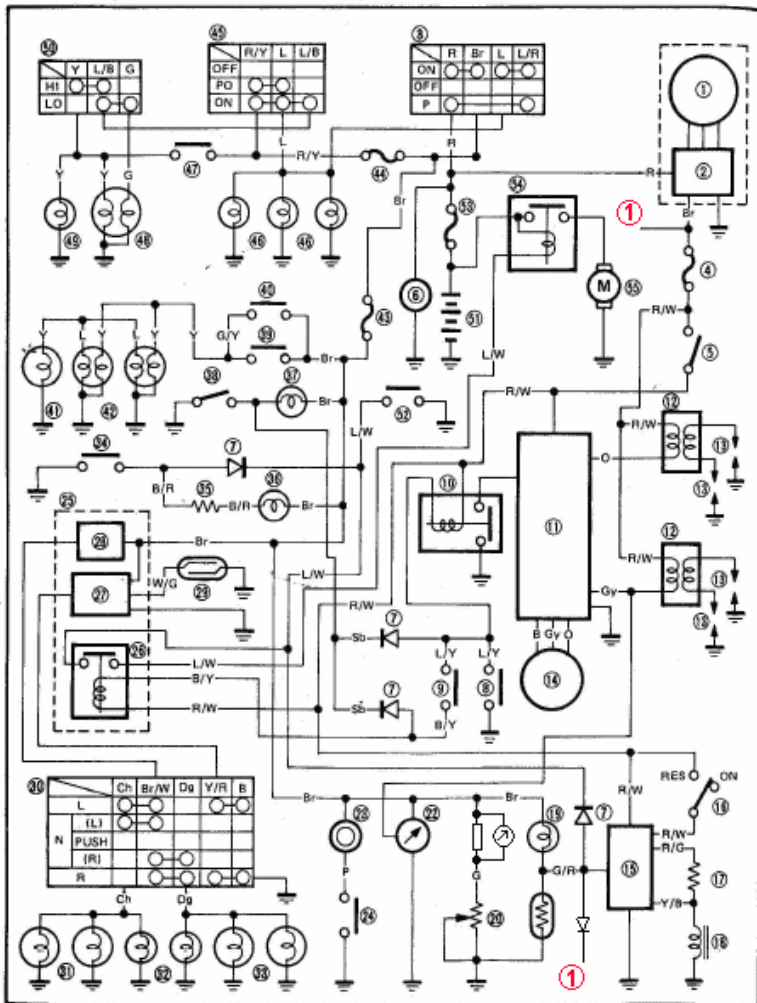 ㊿ Y L/B G
HI
LO
㊺ R/Y L L/B
OFF
PO
ON
③ R Br L L/R
ON
OFF
P
①
②
R
Br
①
④
⑤
R/W
Y
Y
G
㊼
R/Y
㊹
L
R
Br
㊾
㊽
㊻
㊻
㊸
⑥
53
51
54
M
55
L/W
㊵
G/Y
㊴
Br
Y
L
Y
L
Y
Y
㊶
㊷
㊳
㊲
Br
52
L/W
R/W
㉞
⑦
B/R
㉟
B/R
㊱
Br
⑩
⑪
O
R/W
⑫
⑬
⑬
R/W
⑫
⑬
⑬
Gy
B Gy O
⑭
㉕
㉘
Br
㉗
W/G
㉙
L/W
R/W
㉖
L/W
B/Y
R/W
Sb
⑦
L/Y
L/Y
Sb
⑦
⑨
⑧
B/Y
㉚ Ch Br/W Dg Y/R B
L
N (L)
PUSH
(R)
R
Ch
Dg
㉛
㉜
㉝
Br
㉓
P
㉔
㉒
Br
G
⑳
⑲
G/R
⑦
①
R/W
⑮
RES
ON
⑯
R/W
R/G
⑰
Y/B
⑱